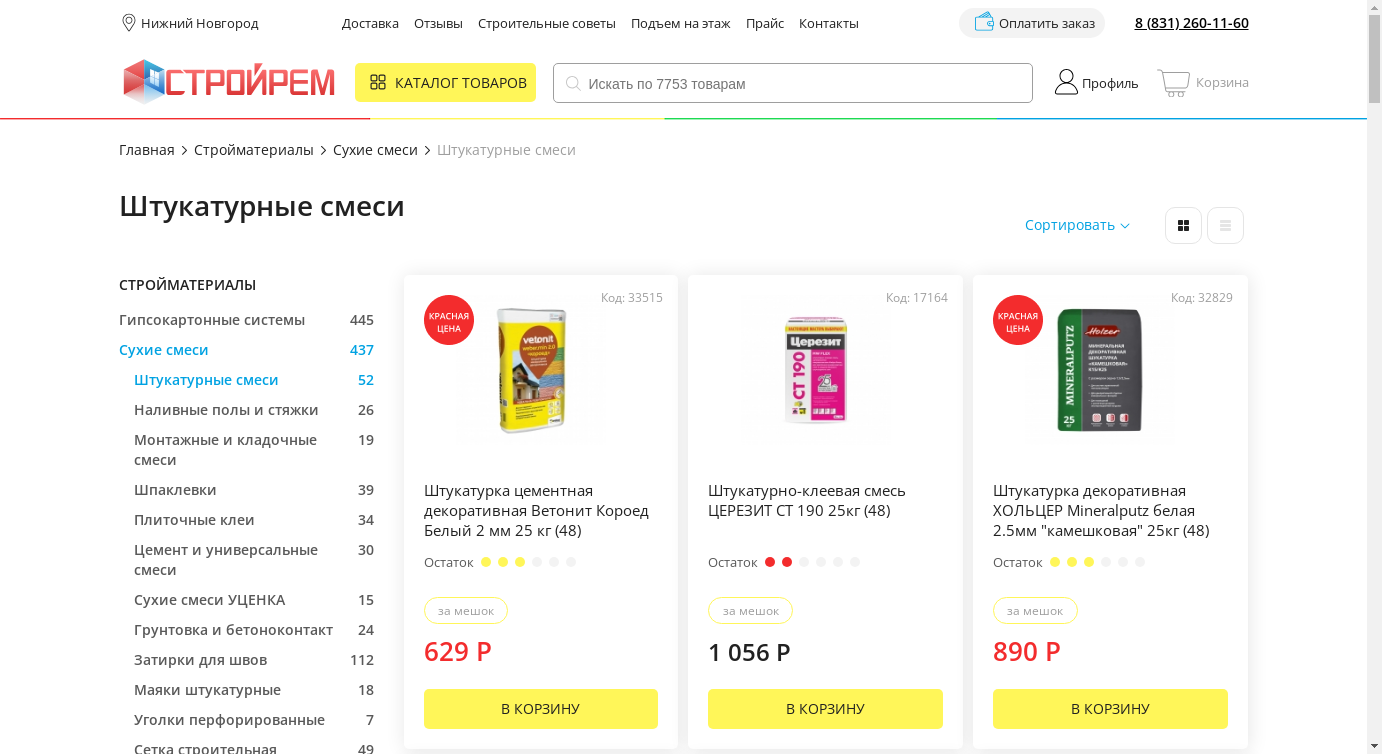 Нижний Новгород
Доставка Отзывы Строительные советы Подъем на этаж Прайс Контакты
Оплатить заказ
8 (831) 260-11-60
СТРОЙРЕМ
КАТАЛОГ ТОВАРОВ
Искать по 7753 товарам
Профиль
Корзина
Главная > Стройматериалы > Сухие смеси > Штукатурные смеси
Штукатурные смеси
Сортировать
СТРОЙМАТЕРИАЛЫ
Гипсокартонные системы 445
Сухие смеси 437
Штукатурные смеси 52
Наливные полы и стяжки 26
Монтажные и кладочные 19
смеси
Шпаклевки 39
Плиточные клеи 34
Цемент и универсальные 30
смеси
Сухие смеси УЦЕНКА 15
Грунтовка и бетоноконтакт 24
Затирки для швов 112
Маяки штукатурные 18
Уголки перфорированные 7
Сетка строительная 49
Код: 33515
КРАСНАЯ
ЦЕНА
vetonit
Штукатурка цементная
декоративная Ветонит Короед
Белый 2 мм 25 кг (48)
Остаток
за мешок
629 Р
В КОРЗИНУ
Код: 17164
Церезит
CT 190
25
Штукатурно-клеевая смесь
ЦЕРЕЗИТ СТ 190 25кг (48)
Остаток
за мешок
1 056 Р
В КОРЗИНУ
Код: 32829
КРАСНАЯ
ЦЕНА
Holzer
MINERALPUTZ
МИНЕРАЛЬНАЯ
ДЕКОРАТИВНАЯ
ШТУКАТУРКА
«КАМЕШКОВАЯ»
25
Штукатурка декоративная
ХОЛЬЦЕР Mineralputz белая
2.5мм "камешковая" 25кг (48)
Остаток
за мешок
890 Р
В КОРЗИНУ